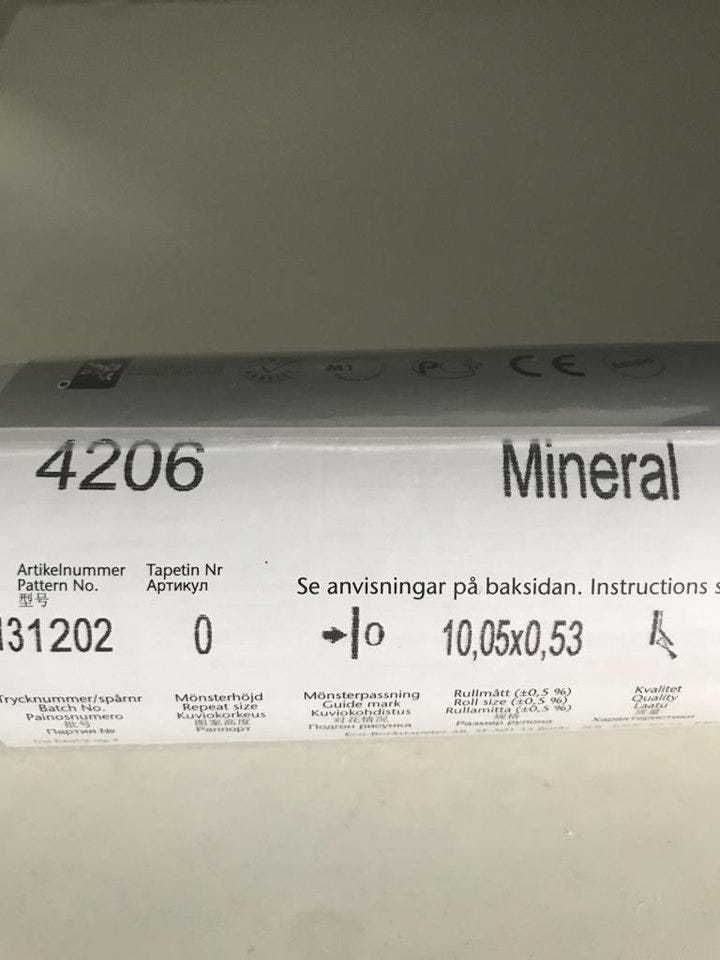 CE
4206
Mineral
Artikelnummer
Pattern No.
型号
Tapetin Nr
Артикул
Se anvisningar på baksidan. Instructions
131202
0
10,05x0,53
Trycknummer/spårnr
Batch No.
Painosnumero
批号
Партия №
Mönsterhöjd
Repeat size
Kuviokorkeus
图案高度
Раппорт
Mönsterpassning
Guide mark
Kuviokohdistus
对花情况
Подгон рисунка
Rullmått (±0,5 %)
Roll size (±0,5 %)
Rullamitta (±0,5 %)
规格
Размер рулона
Kvalitet
Quality
Laatu
质量
Характеристики